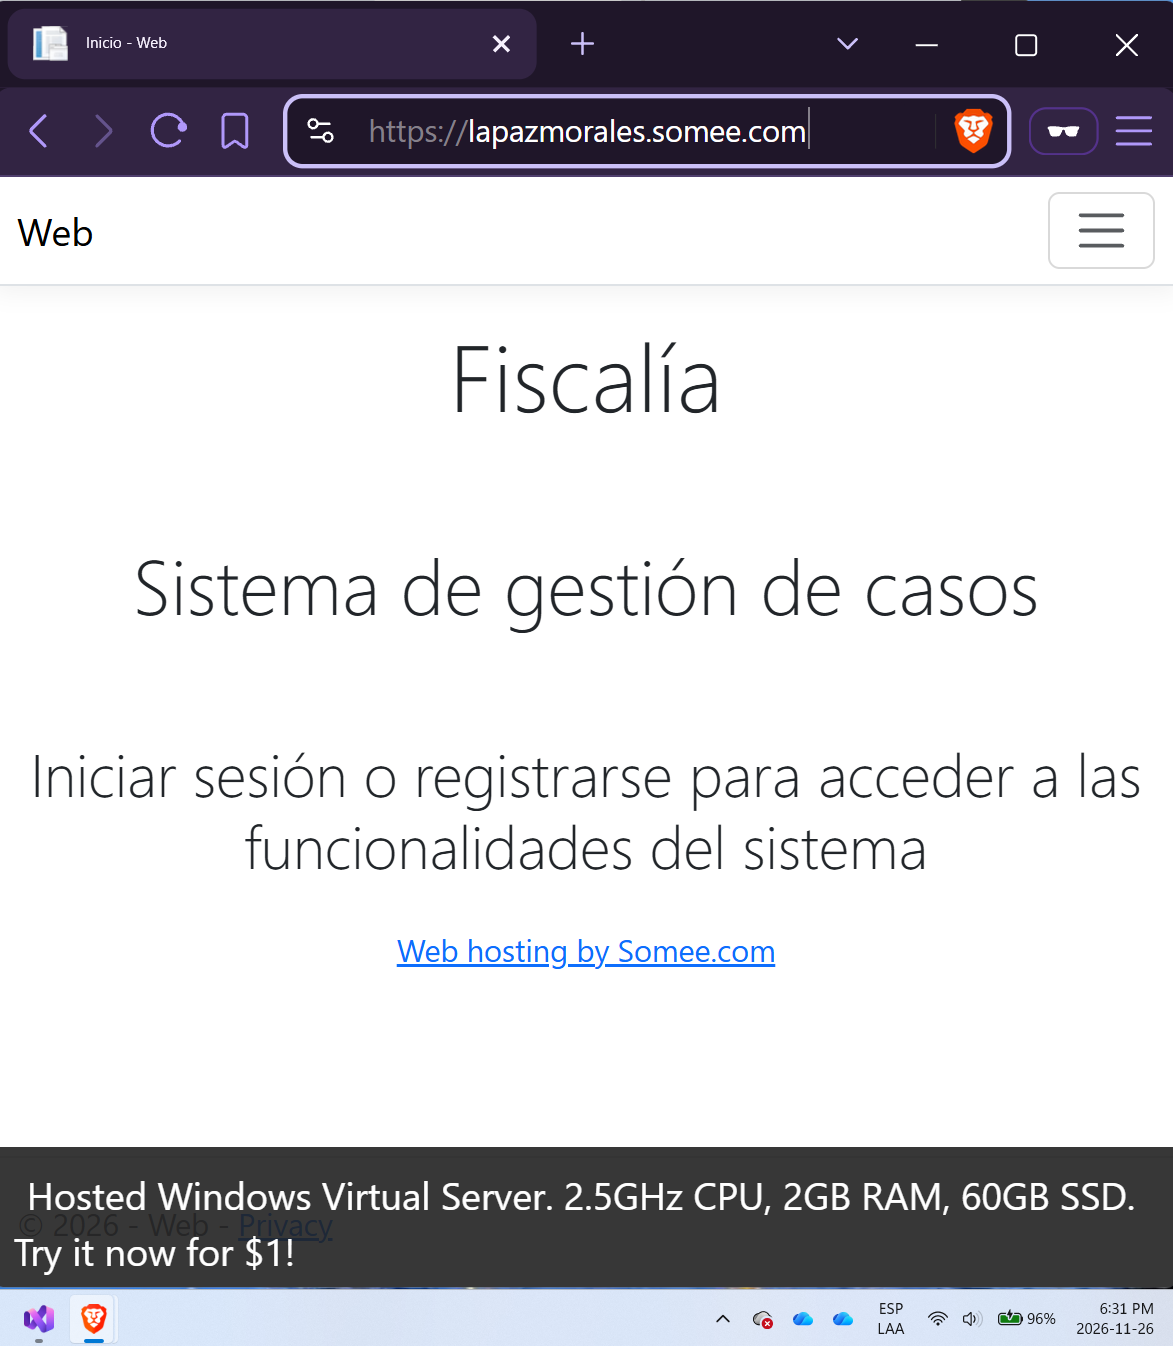 Inicio - Web
https://lapazmorales.somee.com
Web
Fiscalía
Sistema de gestión de casos
Iniciar sesión o registrarse para acceder a las
funcionalidades del sistema
Web hosting by Somee.com
Hosted Windows Virtual Server. 2.5GHz CPU, 2GB RAM, 60GB SSD.
© 2026 - Web - Privacy
Try it now for $1!
ESP
LAA
96%
6:31 PM
2026-11-26